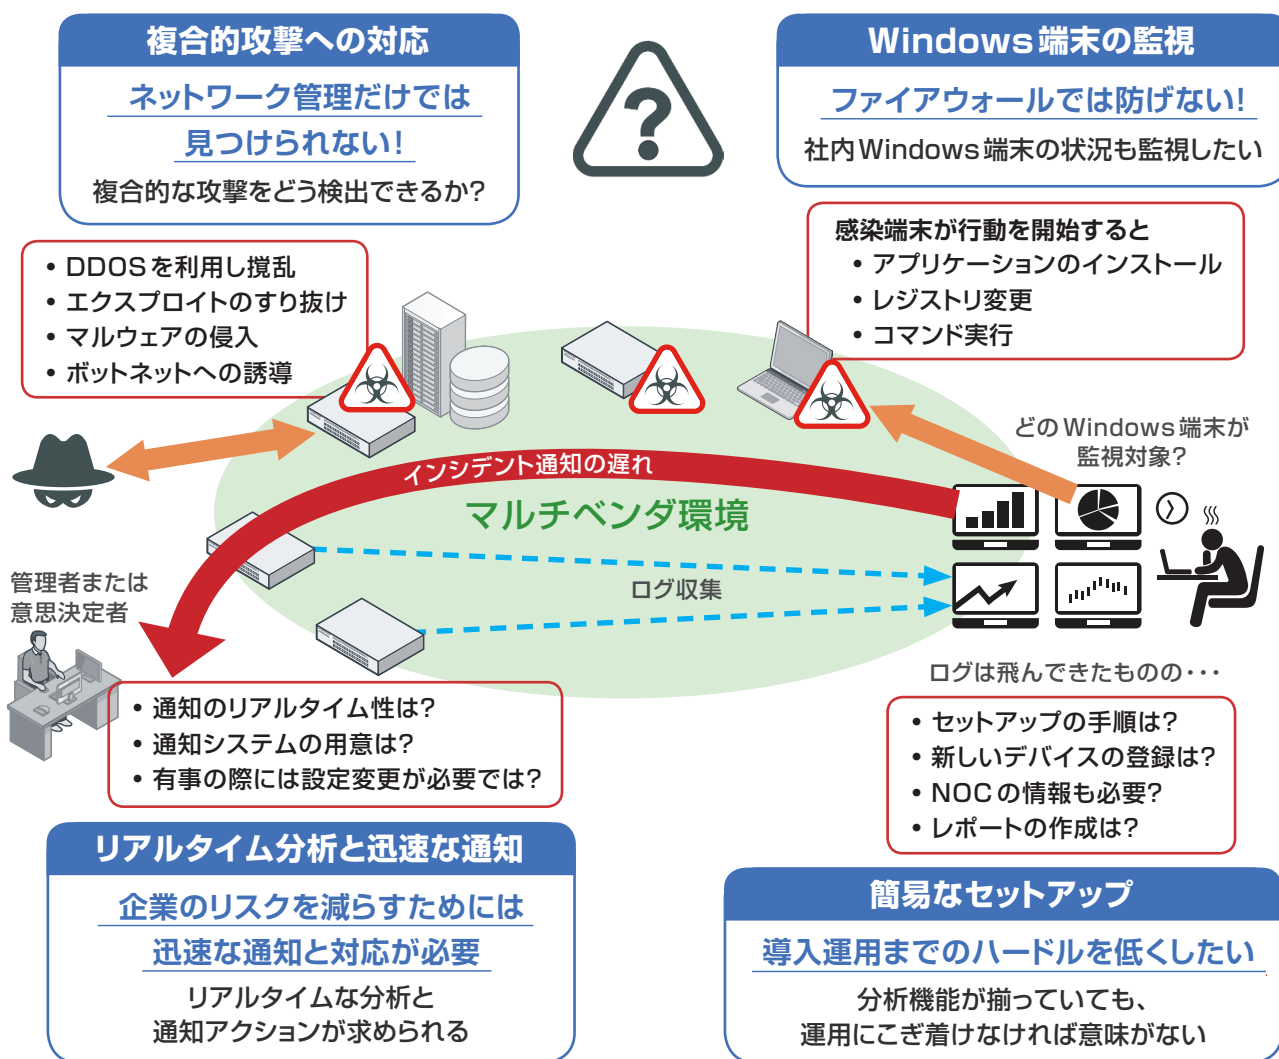 複合的攻撃への対応
ネットワーク管理だけでは
見つけられない!
複合的な攻撃をどう検出できるか?
?
Windows端末の監視
ファイアウォールでは防げない!
社内Windows端末の状況も監視したい
• DDOSを利用し撹乱
• エクスプロイトのすり抜け
• マルウェアの侵入
• ボットネットへの誘導
感染端末が行動を開始すると
• アプリケーションのインストール
• レジストリ変更
• コマンド実行
どのWindows端末が
監視対象?
インシデント通知の遅れ
マルチベンダ環境
ログ収集
管理者または
意思決定者
ログは飛んできたものの・・・
• 通知のリアルタイム性は?
• 通知システムの用意は?
• 有事の際には設定変更が必要では?
• セットアップの手順は?
• 新しいデバイスの登録は?
• NOCの情報も必要?
• レポートの作成は?
リアルタイム分析と迅速な通知
企業のリスクを減らすためには
迅速な通知と対応が必要
リアルタイムな分析と
通知アクションが求められる
簡易なセットアップ
導入運用までのハードルを低くしたい
分析機能が揃っていても、
運用にこぎ着けなければ意味がない